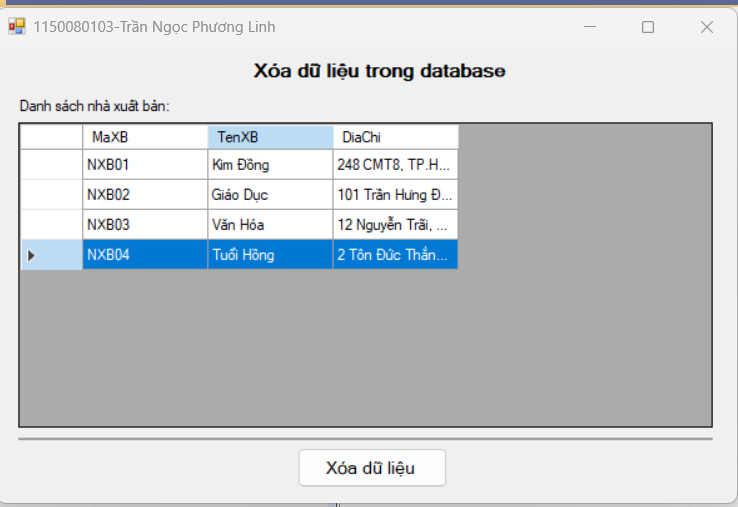 1150080103-Trần Ngọc Phương Linh
Xóa dữ liệu trong database
Danh sách nhà xuất bản:
MaXB TenXB DiaChi
NXB01 Kim Đồng 248 CMT8, TP.H...
NXB02 Giáo Dục 101 Trần Hưng Đ...
NXB03 Văn Hóa 12 Nguyễn Trãi, ...
NXB04 Tuổi Hồng 2 Tôn Đức Thắn...
Xóa dữ liệu